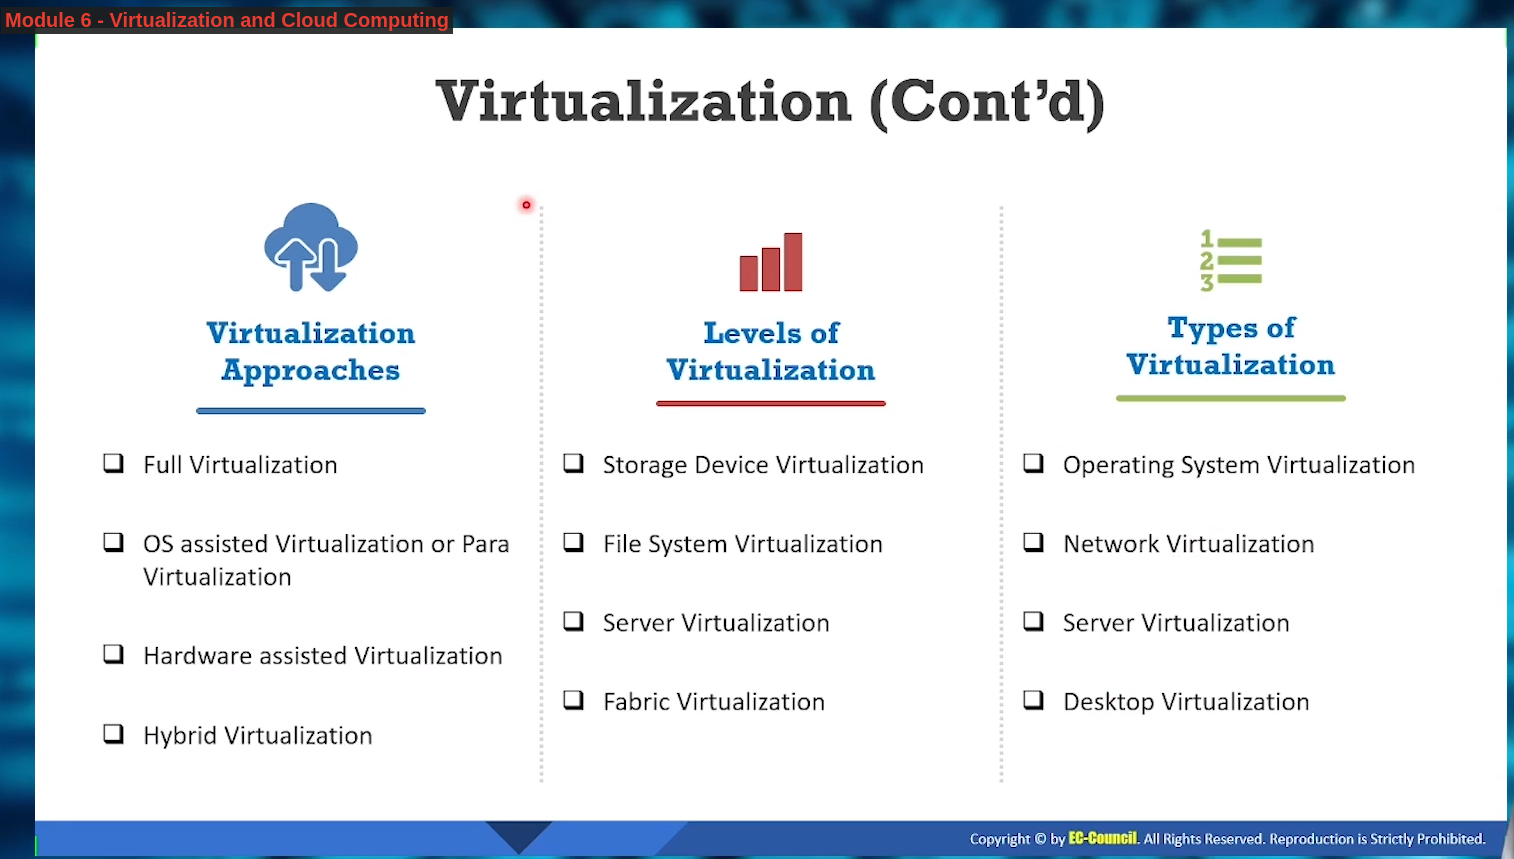 Module 6 - Virtualization and Cloud Computing
Virtualization (Cont’d)
Virtualization
Approaches
❑ Full Virtualization
❑ OS assisted Virtualization or Para
Virtualization
❑ Hardware assisted Virtualization
❑ Hybrid Virtualization
Levels of
Virtualization
❑ Storage Device Virtualization
❑ File System Virtualization
❑ Server Virtualization
❑ Fabric Virtualization
1
2
3
Types of
Virtualization
❑ Operating System Virtualization
❑ Network Virtualization
❑ Server Virtualization
❑ Desktop Virtualization
Copyright © by EC-Council. All Rights Reserved. Reproduction is Strictly Prohibited.